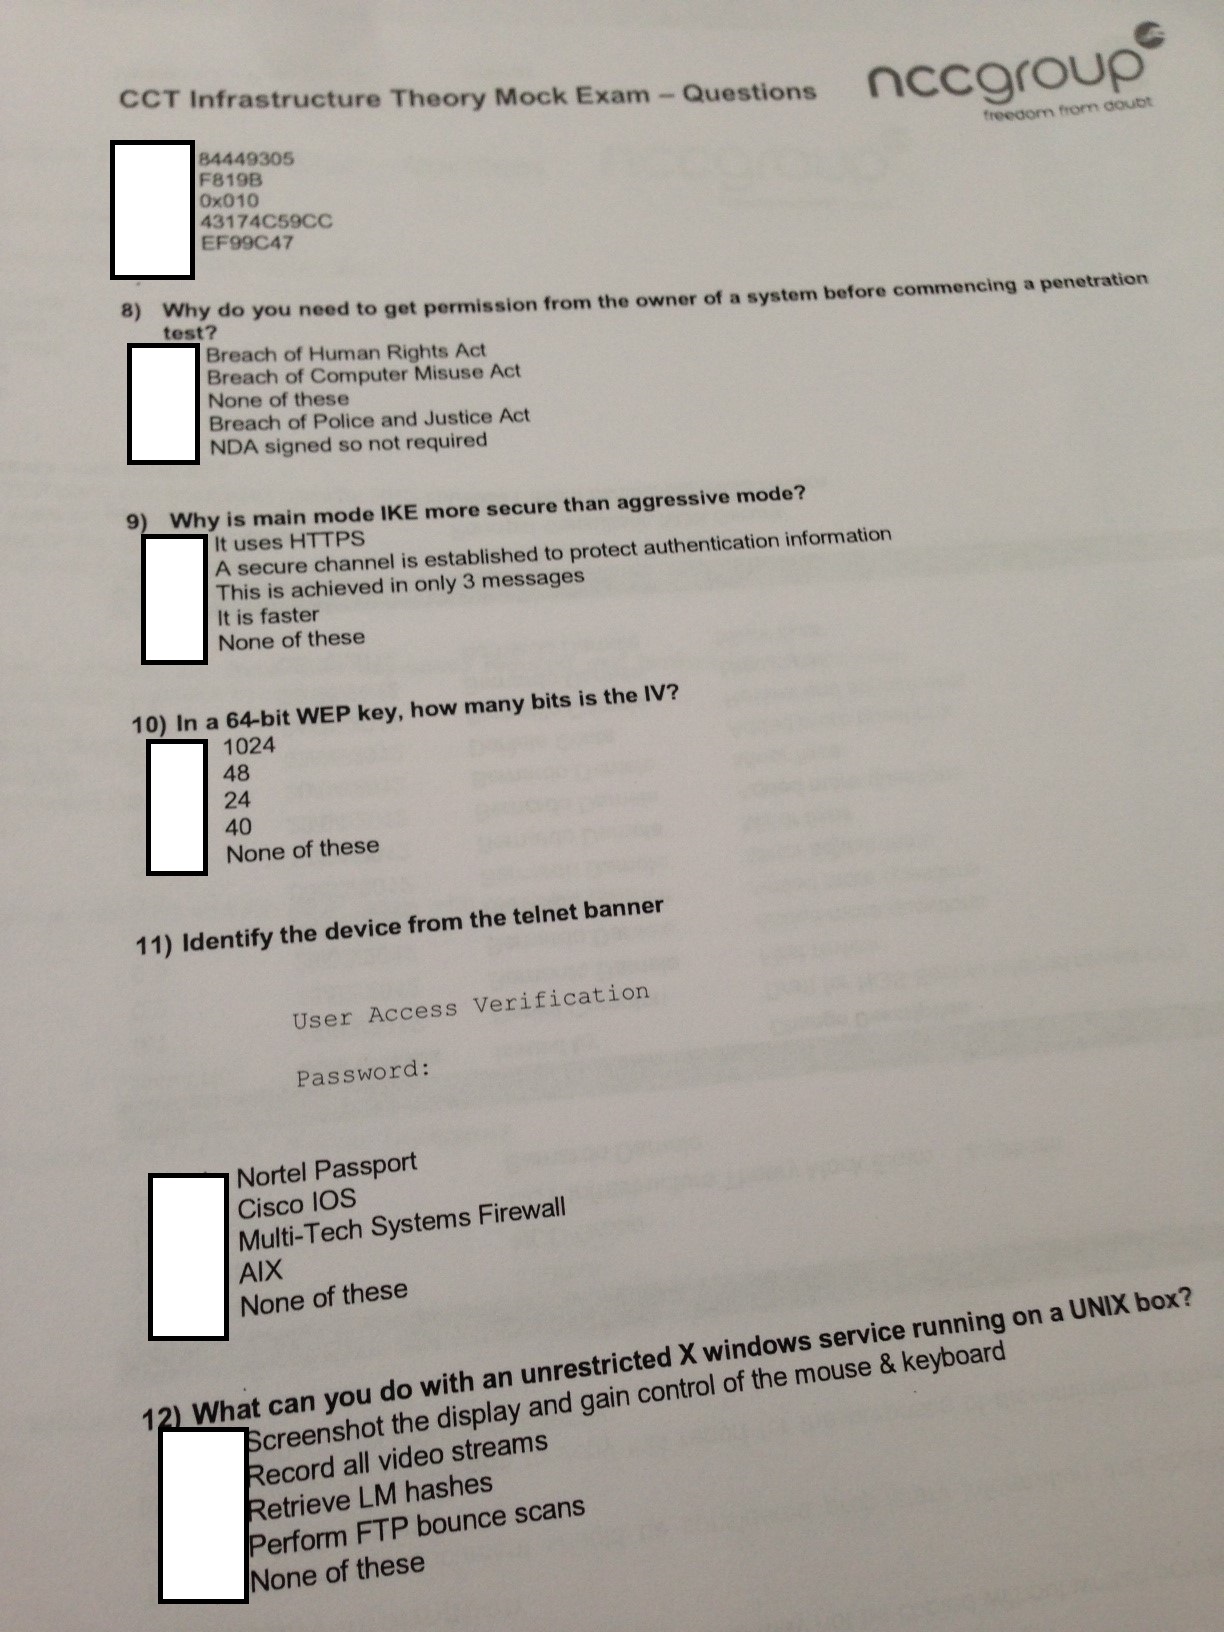 CCT Infrastructure Theory Mock Exam – Questions
nccgroup
freedom from doubt
84449305
F819B
0x010
43174C59CC
EF99C47
8) Why do you need to get permission from the owner of a system before commencing a penetration
test?
Breach of Human Rights Act
Breach of Computer Misuse Act
None of these
Breach of Police and Justice Act
NDA signed so not required
9) Why is main mode IKE more secure than aggressive mode?
It uses HTTPS
A secure channel is established to protect authentication information
This is achieved in only 3 messages
It is faster
None of these
10) In a 64-bit WEP key, how many bits is the IV?
1024
48
24
40
None of these
11) Identify the device from the telnet banner
User Access Verification
Password:
Nortel Passport
Cisco IOS
Multi-Tech Systems Firewall
AIX
None of these
12) What can you do with an unrestricted X windows service running on a UNIX box?
Screenshot the display and gain control of the mouse & keyboard
Record all video streams
Retrieve LM hashes
Perform FTP bounce scans
None of these